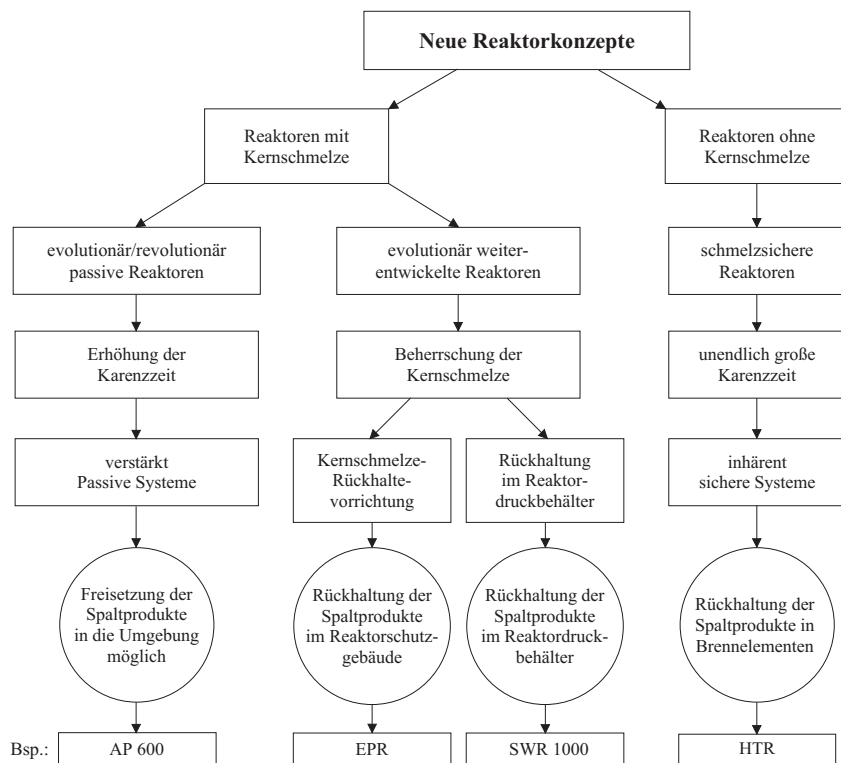 Neue Reaktorkonzepte
Reaktoren mit
Kernschmelze
Reaktoren ohne
Kernschmelze
evolutionär/revolutionär
passive Reaktoren
evolutionär weiter-
entwickelte Reaktoren
schmelzsichere
Reaktoren
Erhöhung der
Karenzzeit
Beherrschung der
Kernschmelze
unendlich große
Karenzzeit
verstärkt
Passive Systeme
Kernschmelze-
Rückhalte-
vorrichtung
Rückhaltung
im Reaktor-
druckbehälter
inhärent
sichere Systeme
Freisetzung der
Spaltprodukte
in die Umgebung
möglich
Rückhaltung der
Spaltprodukte
im Reaktorschutz-
gebäude
Rückhaltung der
Spaltprodukte
im Reaktordruck-
behälter
Rückhaltung der
Spaltprodukte in
Brennelementen
Bsp.:
AP 600
EPR
SWR 1000
HTR